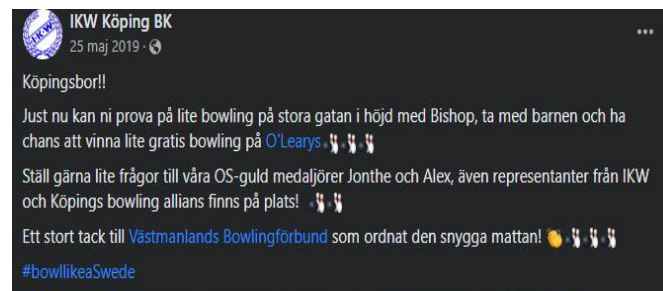 IKW Köping BK
25 maj 2019 ·
Köpingsbor!!
Just nu kan ni prova på lite bowling på stora gatan i höjd med Bishop, ta med barnen och ha
chans att vinna lite gratis bowling på O'Learys
Ställ gärna lite frågor till våra OS-guld medaljörer Jonthe och Alex, även representanter från IKW
och Köpings bowling allians finns på plats!
Ett stort tack till Västmanlands Bowlingförbund som ordnat den snygga mattan!
#bowllikeaSwede